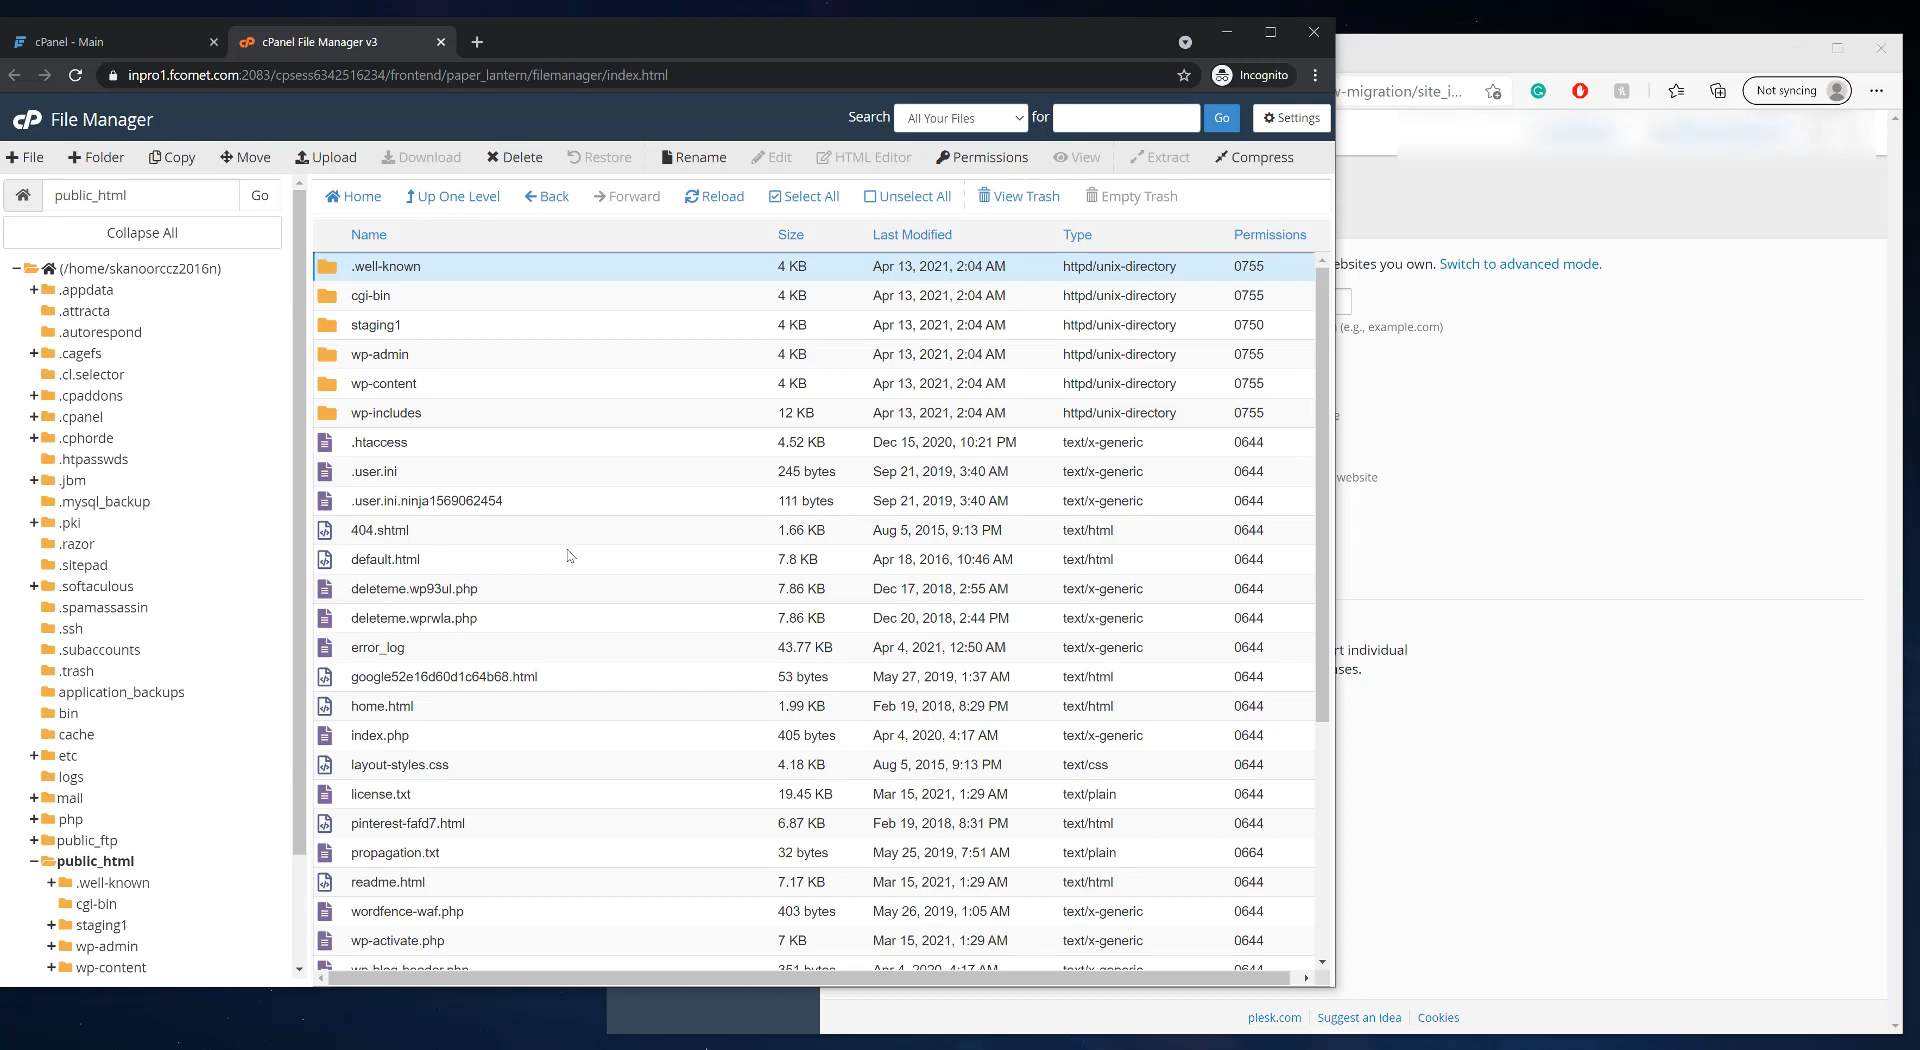 cPanel - Main
cPanel File Manager v3
inpro1.fcomet.com:2083/cpsess6342516234/frontend/paper_lantern/filemanager/index.html
Incognito
cP File Manager
Search All Your Files for Go Settings
File Folder Copy Move Upload Download Delete Restore Rename Edit HTML Editor Permissions View Extract Compress
public_html Go
Collapse All
(/home/skanoorccz2016n)
.appdata
.attracta
.autorespond
.cagefs
.cl.selector
.cpaddons
.cpanel
.cphorde
.htpasswds
.jbm
.mysql_backup
.pki
.razor
.sitepad
.softaculous
.spamassassin
.ssh
.subaccounts
.trash
application_backups
bin
cache
etc
logs
mail
php
public_ftp
public_html
.well-known
cgi-bin
staging1
wp-admin
wp-content
Home Up One Level Back Forward Reload Select All Unselect All View Trash Empty Trash
Name Size Last Modified Type Permissions
.well-known 4 KB Apr 13, 2021, 2:04 AM httpd/unix-directory 0755
cgi-bin 4 KB Apr 13, 2021, 2:04 AM httpd/unix-directory 0755
staging1 4 KB Apr 13, 2021, 2:04 AM httpd/unix-directory 0750
wp-admin 4 KB Apr 13, 2021, 2:04 AM httpd/unix-directory 0755
wp-content 4 KB Apr 13, 2021, 2:04 AM httpd/unix-directory 0755
wp-includes 12 KB Apr 13, 2021, 2:04 AM httpd/unix-directory 0755
.htaccess 4.52 KB Dec 15, 2020, 10:21 PM text/x-generic 0644
.user.ini 245 bytes Sep 21, 2019, 3:40 AM text/x-generic 0644
.user.ini.ninja1569062454 111 bytes Sep 21, 2019, 3:40 AM text/x-generic 0644
404.shtml 1.66 KB Aug 5, 2015, 9:13 PM text/html 0644
default.html 7.8 KB Apr 18, 2016, 10:46 AM text/html 0644
deleteme.wp93ul.php 7.86 KB Dec 17, 2018, 2:55 AM text/x-generic 0644
deleteme.wprwla.php 7.86 KB Dec 20, 2018, 2:44 PM text/x-generic 0644
error_log 43.77 KB Apr 4, 2021, 12:50 AM text/x-generic 0644
google52e16d60d1c64b68.html 53 bytes May 27, 2019, 1:37 AM text/html 0644
home.html 1.99 KB Feb 19, 2018, 8:29 PM text/html 0644
index.php 405 bytes Apr 4, 2020, 4:17 AM text/x-generic 0644
layout-styles.css 4.18 KB Aug 5, 2015, 9:13 PM text/css 0644
license.txt 19.45 KB Mar 15, 2021, 1:29 AM text/plain 0644
pinterest-fafd7.html 6.87 KB Feb 19, 2018, 8:31 PM text/html 0644
propagation.txt 32 bytes May 25, 2019, 7:51 AM text/plain 0664
readme.html 7.17 KB Mar 15, 2021, 1:29 AM text/html 0644
wordfence-waf.php 403 bytes May 26, 2019, 1:05 AM text/x-generic 0644
wp-activate.php 7 KB Mar 15, 2021, 1:29 AM text/x-generic 0644
wp-blog-header.php 351 bytes Apr 4, 2020, 4:17 AM text/x-generic 0644
w-migration/site_i...
Not syncing
ebsites you own. Switch to advanced mode.
(e.g., example.com)
e
website
rt individual
ases.
plesk.com Suggest an Idea Cookies